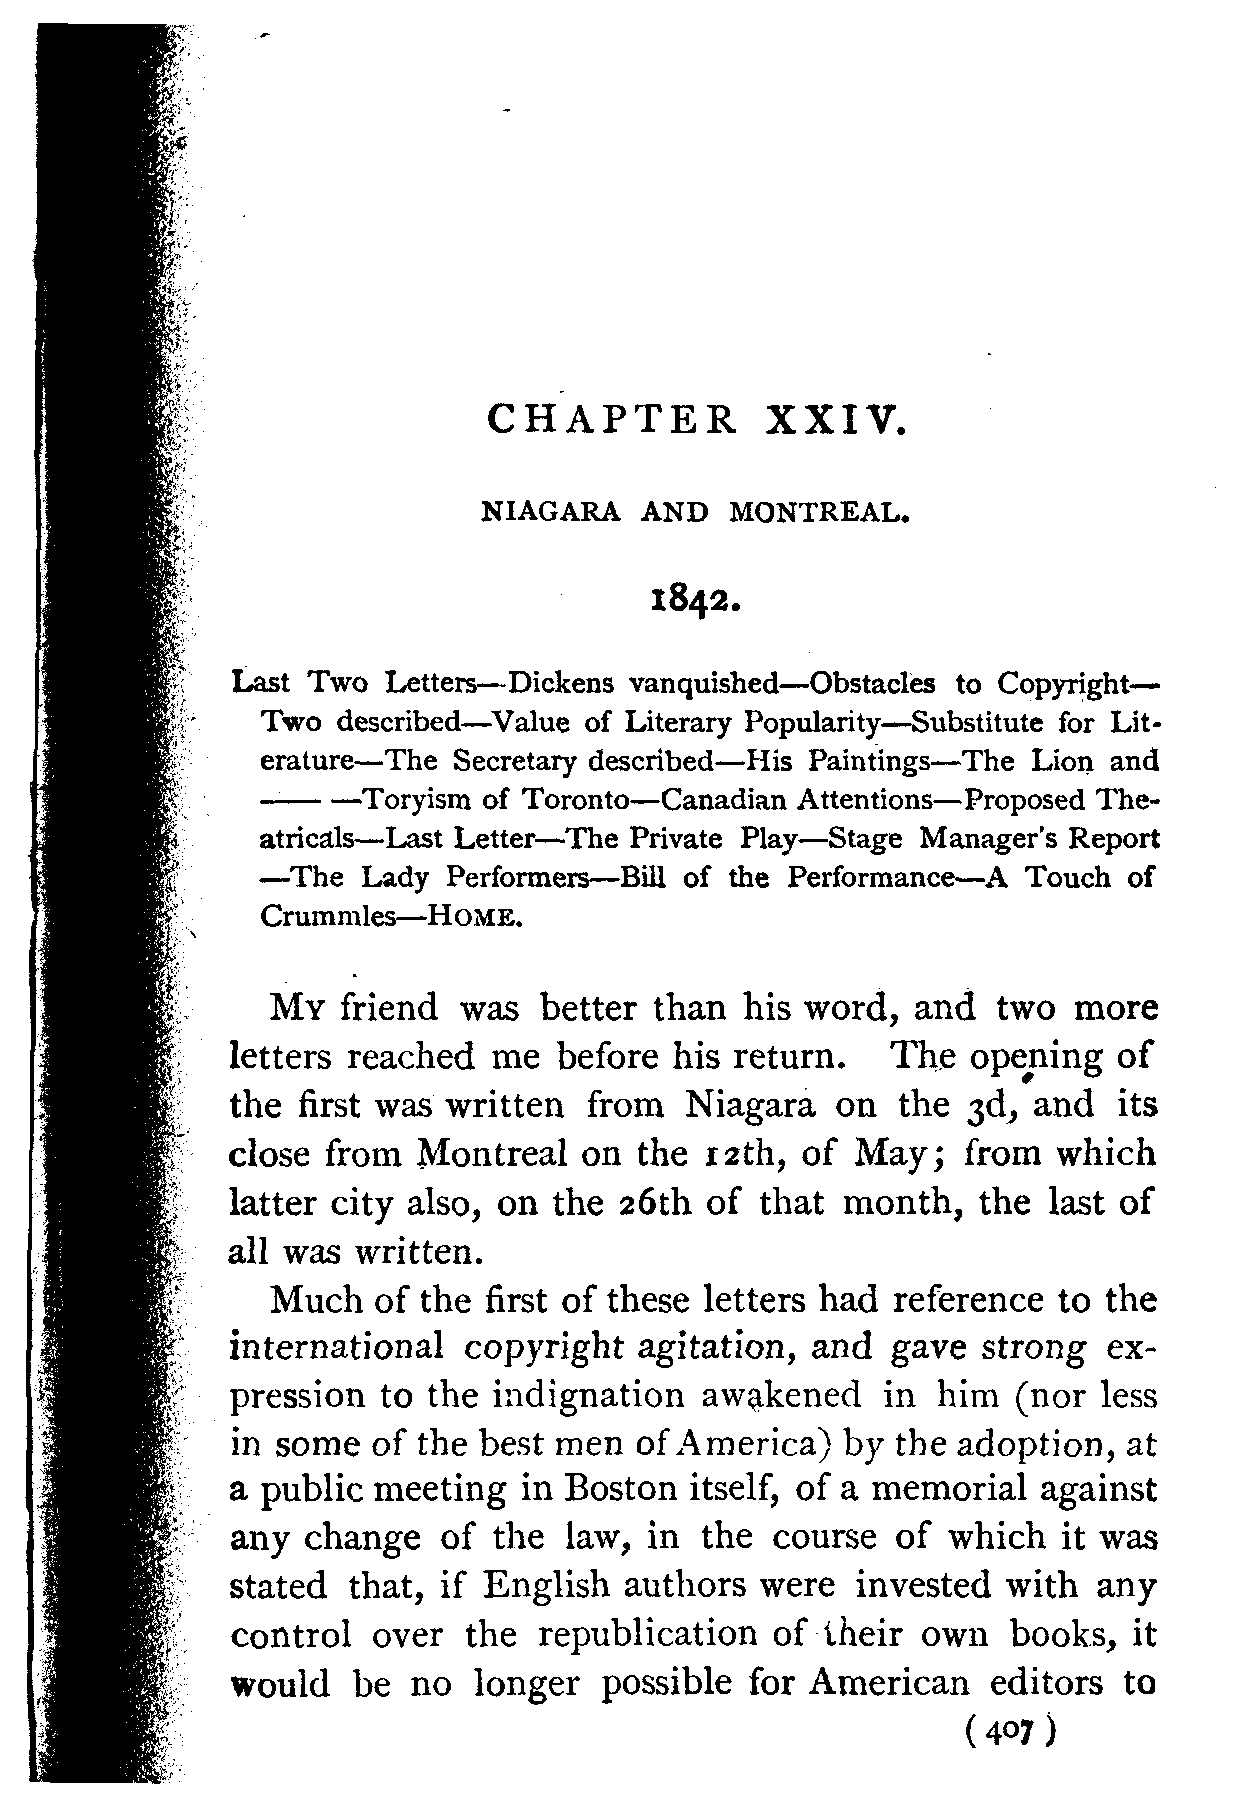 CHAPTER XXIV.
NIAGARA AND MONTREAL.
1842.
Last Two Letters—Dickens vanquished—Obstacles to Copyright—
Two described—Value of Literary Popularity—Substitute for Lit-
erature—The Secretary described—His Paintings—The Lion and
—— —Toryism of Toronto—Canadian Attentions—Proposed The-
atricals—Last Letter—The Private Play—Stage Manager's Report
—The Lady Performers—Bill of the Performance—A Touch of
Crummles—HOME.
MY friend was better than his word, and two more
letters reached me before his return. The opening of
the first was written from Niagara on the 3d, and its
close from Montreal on the 12th, of May; from which
latter city also, on the 26th of that month, the last of
all was written.
Much of the first of these letters had reference to the
international copyright agitation, and gave strong ex-
pression to the indignation awakened in him (nor less
in some of the best men of America) by the adoption, at
a public meeting in Boston itself, of a memorial against
any change of the law, in the course of which it was
stated that, if English authors were invested with any
control over the republication of their own books, it
would be no longer possible for American editors to
(407)